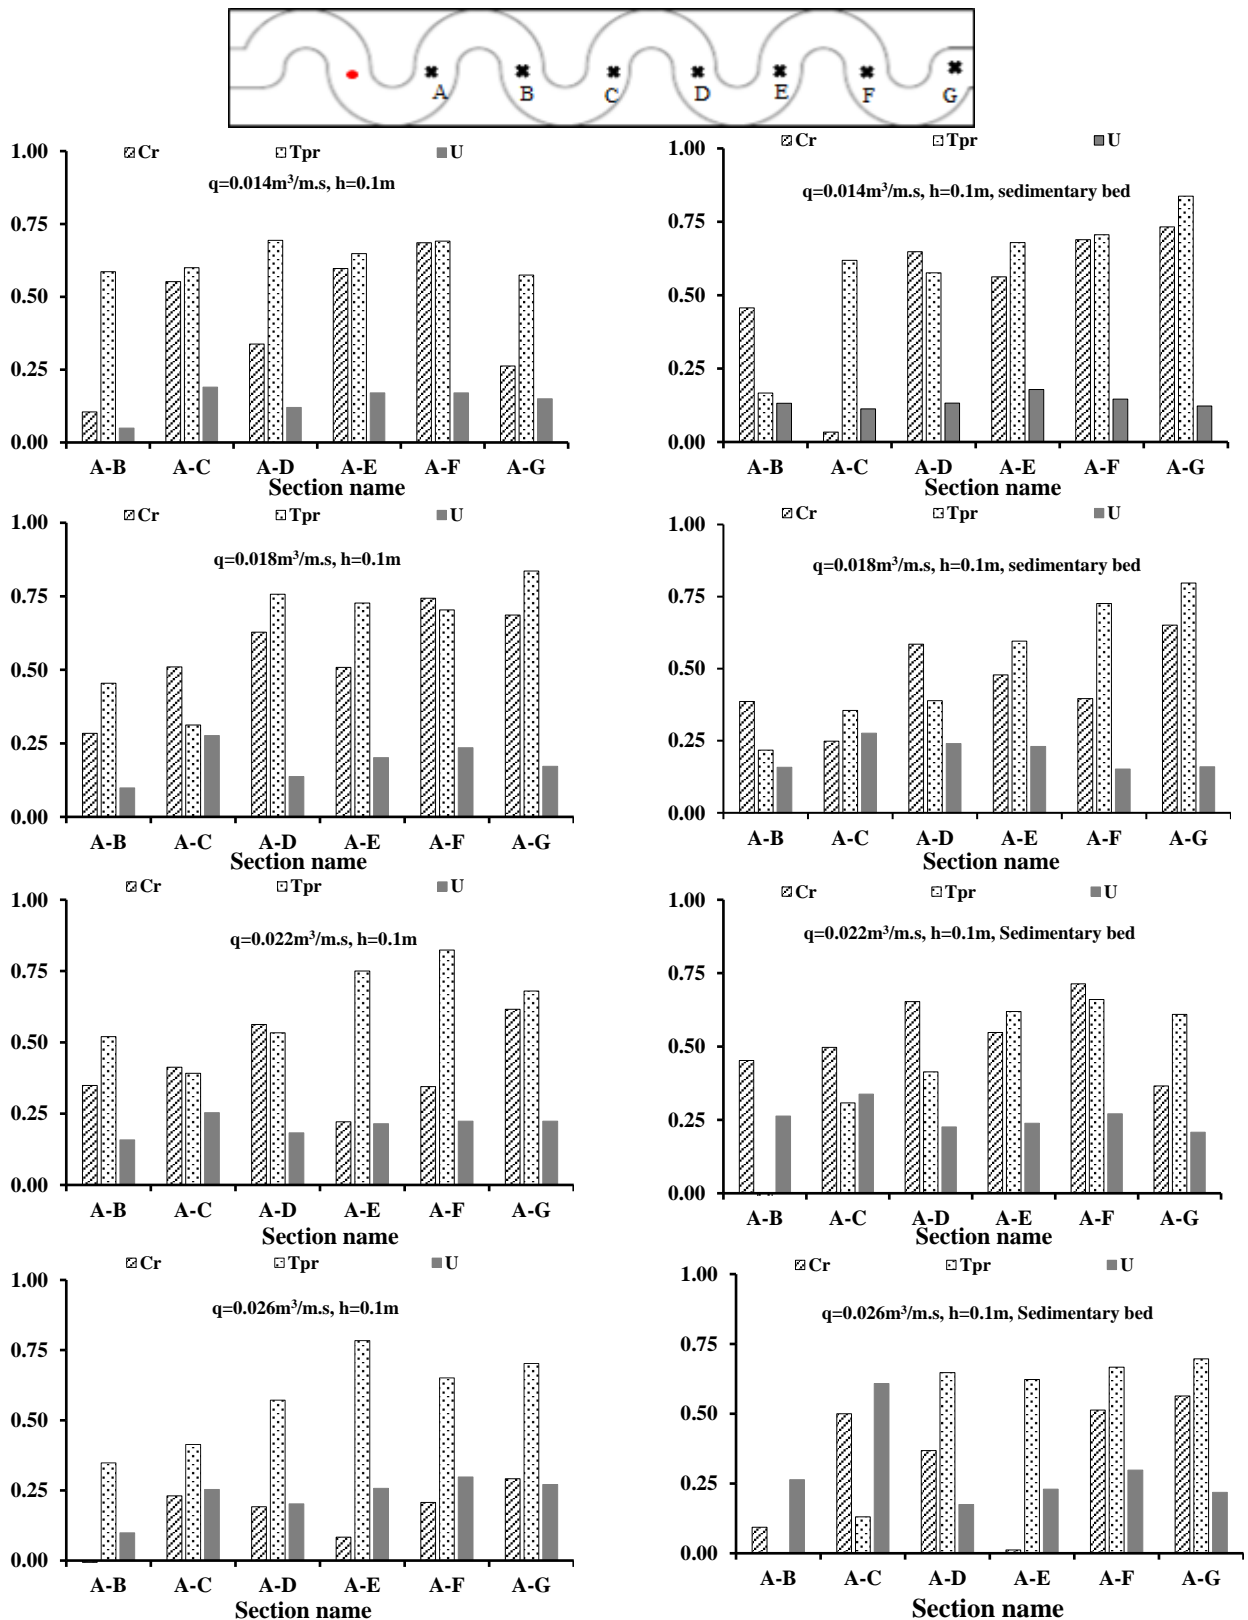 A B C D E F G
Cr Tpr U
q=0.014m³/m.s, h=0.1m
1.00
0.75
0.50
0.25
0.00
A-B A-C A-D A-E A-F A-G
Section name
Cr Tpr U
q=0.014m³/m.s, h=0.1m, sedimentary bed
1.00
0.75
0.50
0.25
0.00
A-B A-C A-D A-E A-F A-G
Section name
Cr Tpr U
q=0.018m³/m.s, h=0.1m
1.00
0.75
0.50
0.25
0.00
A-B A-C A-D A-E A-F A-G
Section name
Cr Tpr U
q=0.018m³/m.s, h=0.1m, sedimentary bed
1.00
0.75
0.50
0.25
0.00
A-B A-C A-D A-E A-F A-G
Section name
Cr Tpr U
q=0.022m³/m.s, h=0.1m
1.00
0.75
0.50
0.25
0.00
A-B A-C A-D A-E A-F A-G
Section name
Cr Tpr U
q=0.022m³/m.s, h=0.1m, Sedimentary bed
1.00
0.75
0.50
0.25
0.00
A-B A-C A-D A-E A-F A-G
Section name
Cr Tpr U
q=0.026m³/m.s, h=0.1m
1.00
0.75
0.50
0.25
0.00
A-B A-C A-D A-E A-F A-G
Section name
Cr Tpr U
q=0.026m³/m.s, h=0.1m, Sedimentary bed
1.00
0.75
0.50
0.25
0.00
A-B A-C A-D A-E A-F A-G
Section name